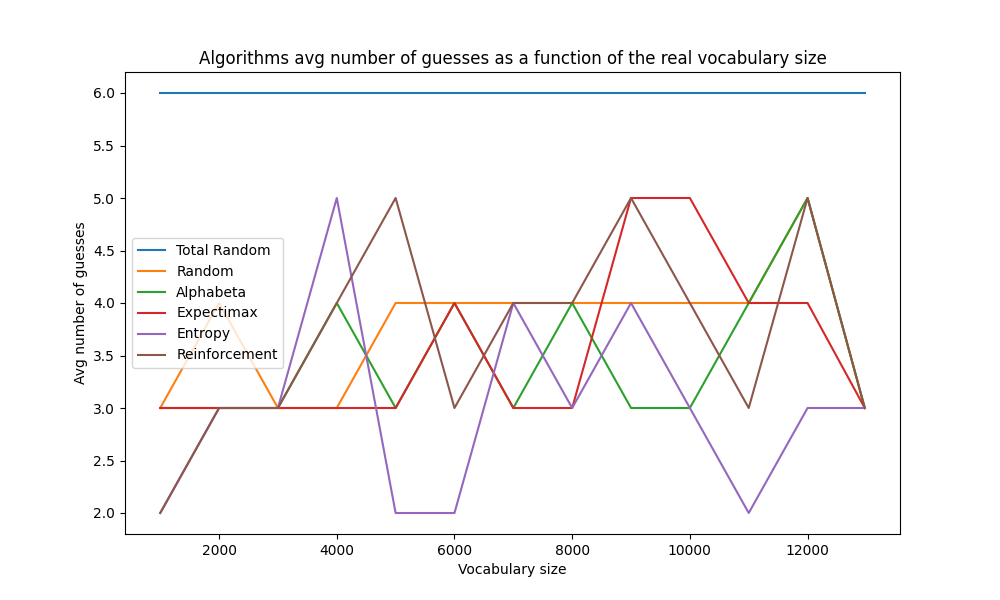 Algorithms avg number of guesses as a function of the real vocabulary size
6.0
5.5
5.0
4.5
4.0
3.5
3.0
2.5
2.0
Avg number of guesses
Total Random
Random
Alphabeta
Expectimax
Entropy
Reinforcement
2000 4000 6000 8000 10000 12000
Vocabulary size